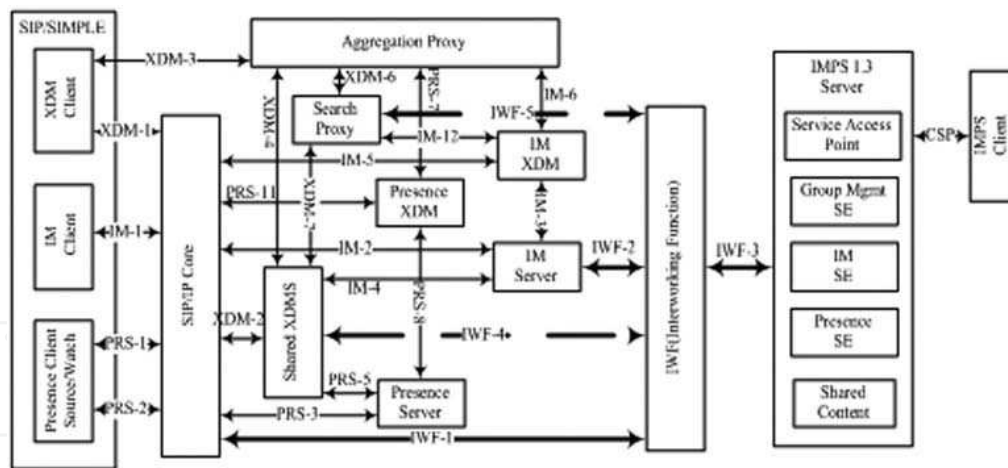 SIP/SIMPLE
XDM
Client
IM
Client
Presence Client
Source/Watch
XDM-3
XDM-1
IM-1
PRS-1
PRS-2
SIP/IP Core
Aggregation Proxy
XDM-4
XDM-6
PRS-7
IM-6
Search
Proxy
IWF-5
IM-12
IM
XDM
IM-5
XDM-7
PRS-11
Presence
XDM
IM-3
IM-2
IM
Server
IWF-2
IM-4
PRS-8
XDM-2
Shared XDMS
IWF-4
PRS-5
Presence
Server
PRS-3
IWF-1
IWF(Interworking Function)
IWF-3
IMPS 1.3
Server
Service Access
Point
Group Mgmt
SE
IM
SE
Presence
SE
Shared
Content
CSP
IMPS
Client